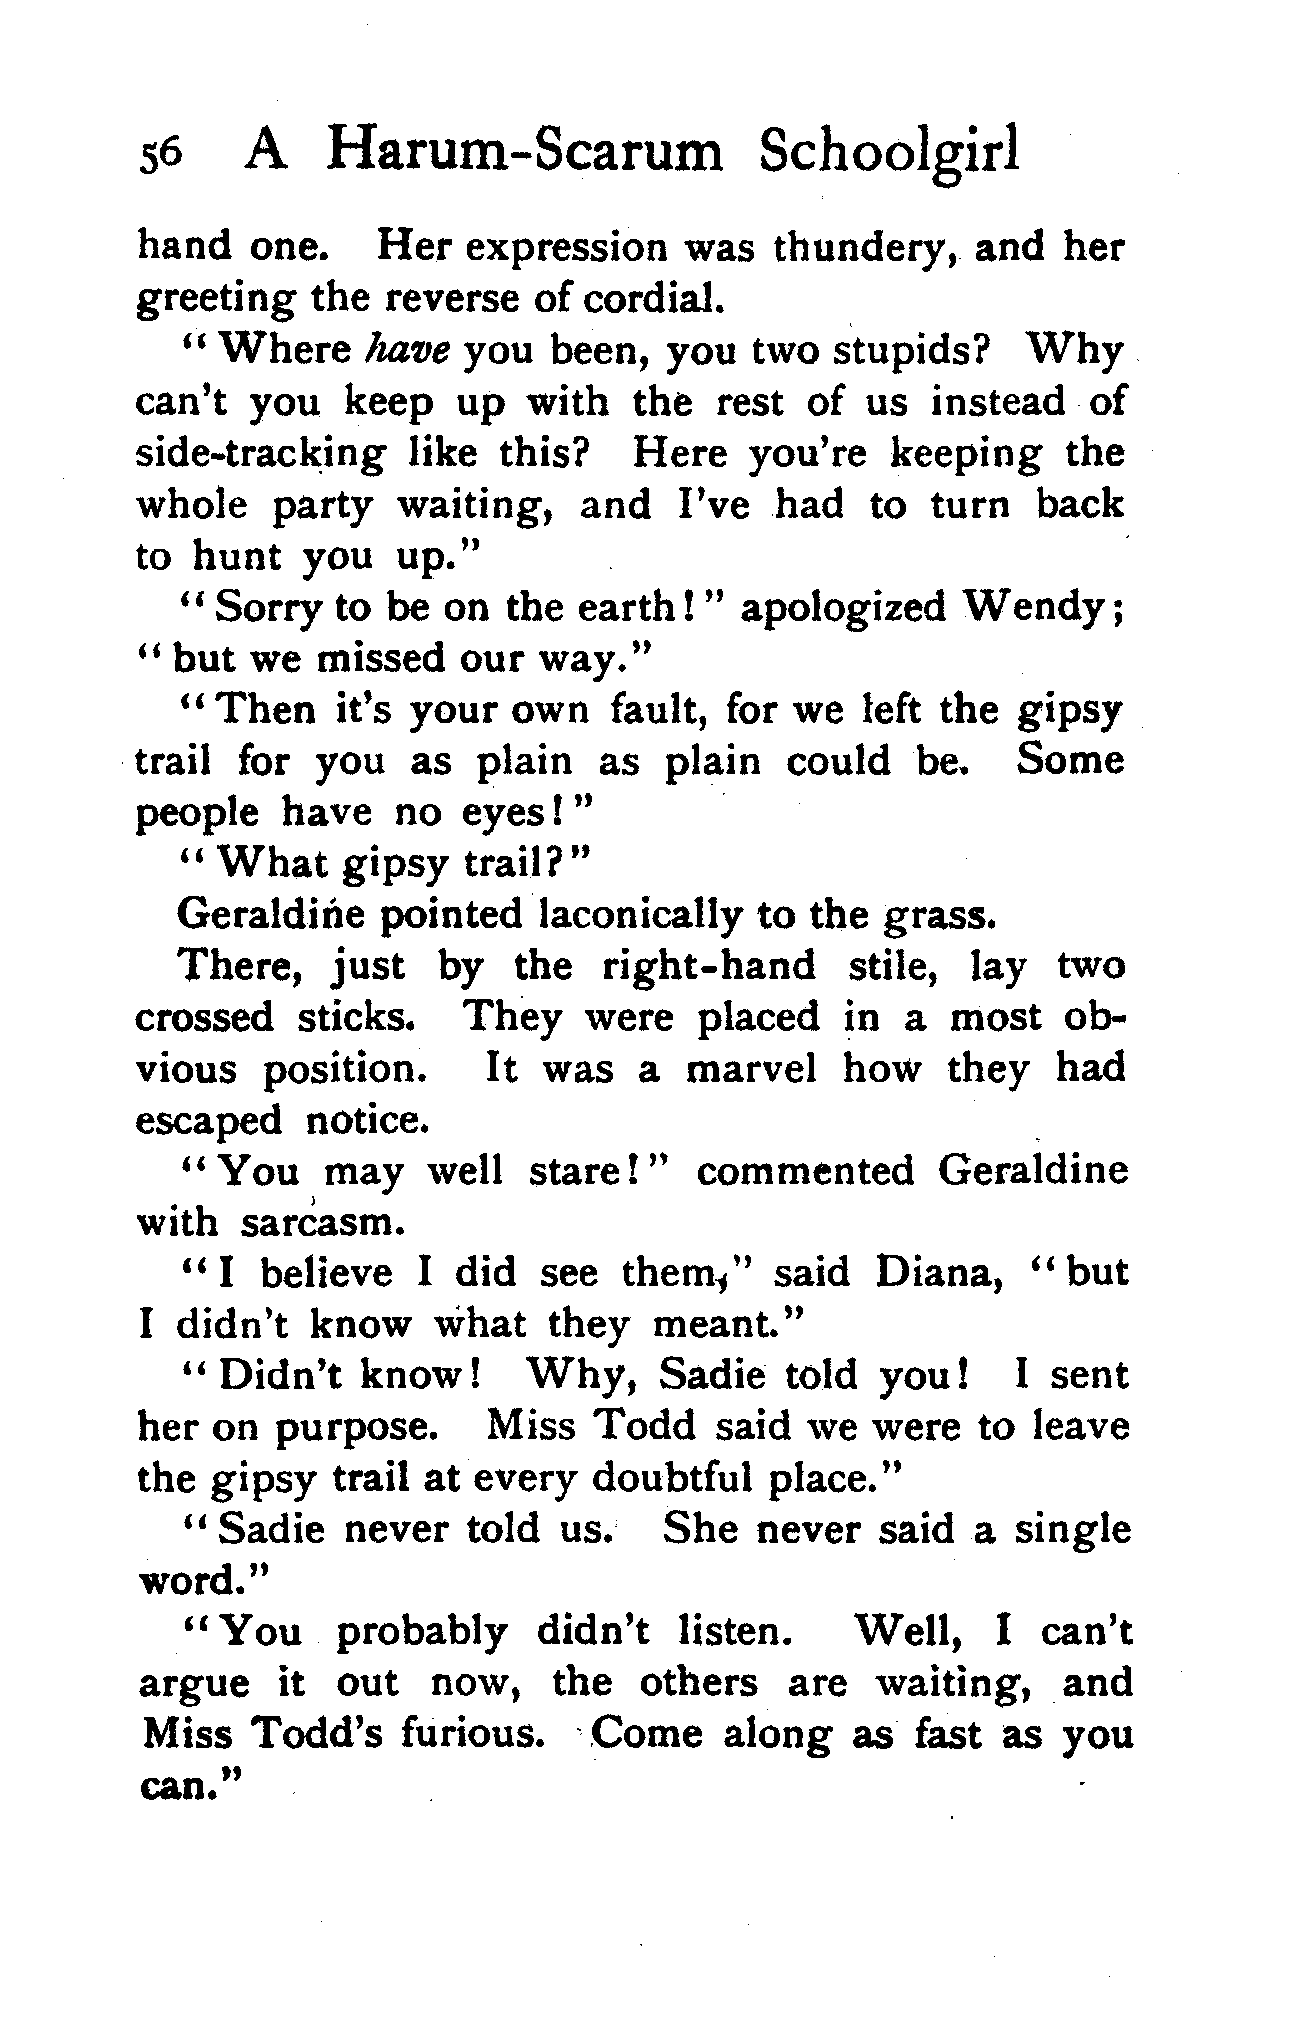 56 A Harum-Scarum Schoolgirl
hand one. Her expression was thundery, and her
greeting the reverse of cordial.
"Where have you been, you two stupids? Why
can't you keep up with the rest of us instead of
side-tracking like this? Here you're keeping the
whole party waiting, and I've had to turn back
to hunt you up."
"Sorry to be on the earth!" apologized Wendy;
"but we missed our way."
"Then it's your own fault, for we left the gipsy
trail for you as plain as plain could be. Some
people have no eyes!"
"What gipsy trail?"
Geraldine pointed laconically to the grass.
There, just by the right-hand stile, lay two
crossed sticks. They were placed in a most ob-
vious position. It was a marvel how they had
escaped notice.
"You may well stare!" commented Geraldine
with sarcasm.
"I believe I did see them," said Diana, "but
I didn't know what they meant."
"Didn't know! Why, Sadie told you! I sent
her on purpose. Miss Todd said we were to leave
the gipsy trail at every doubtful place."
"Sadie never told us. She never said a single
word."
"You probably didn't listen. Well, I can't
argue it out now, the others are waiting, and
Miss Todd's furious. Come along as fast as you
can."